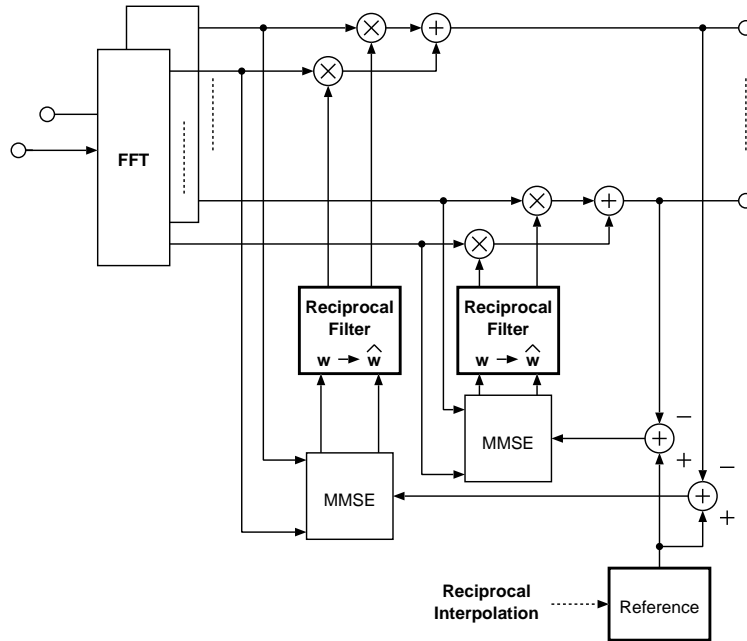 FFT
Reciprocal
Filter
w → ŵ
Reciprocal
Filter
w → ŵ
MMSE
MMSE
−
+
−
+
Reciprocal
Interpolation
Reference